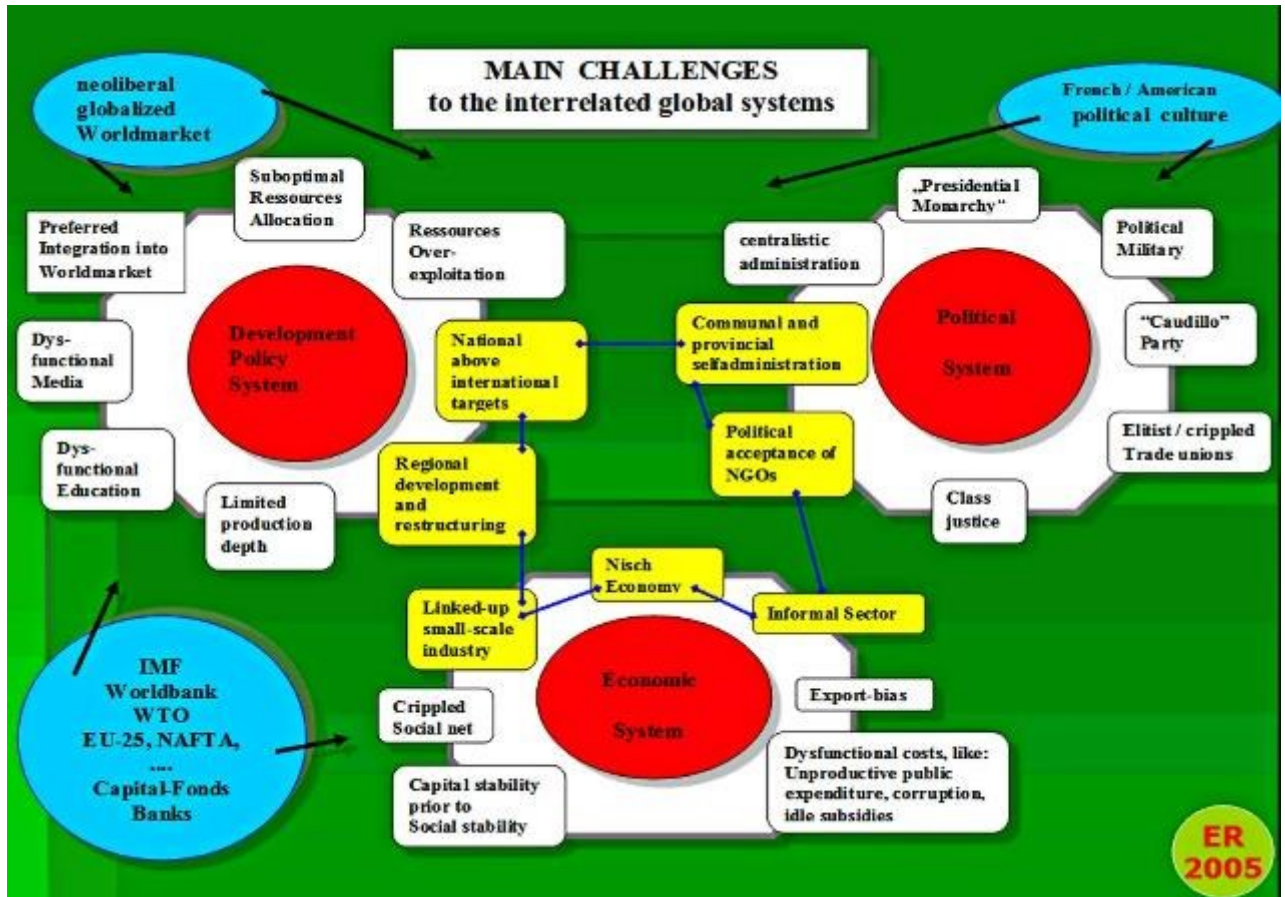 MAIN CHALLENGES
to the interrelated global systems
neoliberal
globalized
Worldmarket
French / American
political culture
Suboptimal
Ressources
Allocation
Preferred
Integration into
Worldmarket
Ressources
Over-
exploitation
Dys-
functional
Media
Development
Policy
System
National
above
international
targets
Dys-
functional
Education
Regional
development
and
restructuring
Limited
production
depth
„Presidential
Monarchy“
centralistic
administration
Political
Military
Communal and
provincial
selfadministration
Political
System
“Caudillo”
Party
Political
acceptance of
NGOs
Elitist / crippled
Trade unions
Class
justice
Nisch
Economy
Linked-up
small-scale
industry
Informal Sector
Economic
System
Crippled
Social net
Export-bias
Capital stability
prior to
Social stability
Dysfunctional costs, like:
Unproductive public
expenditure, corruption,
idle subsidies
IMF
Worldbank
WTO
EU-25, NAFTA,
....
Capital-Fonds
Banks
ER
2005